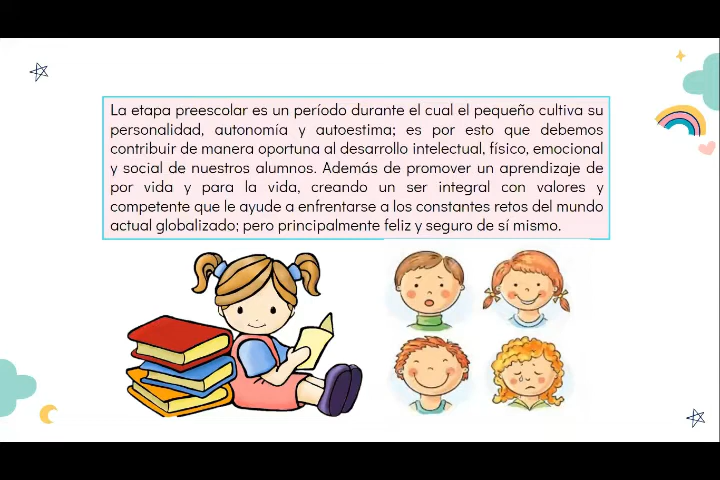 La etapa preescolar es un período durante el cual el pequeño cultiva su
personalidad, autonomía y autoestima; es por esto que debemos
contribuir de manera oportuna al desarrollo intelectual, físico, emocional
y social de nuestros alumnos. Además de promover un aprendizaje de
por vida y para la vida, creando un ser integral con valores y
competente que le ayude a enfrentarse a los constantes retos del mundo
actual globalizado; pero principalmente feliz y seguro de sí mismo.